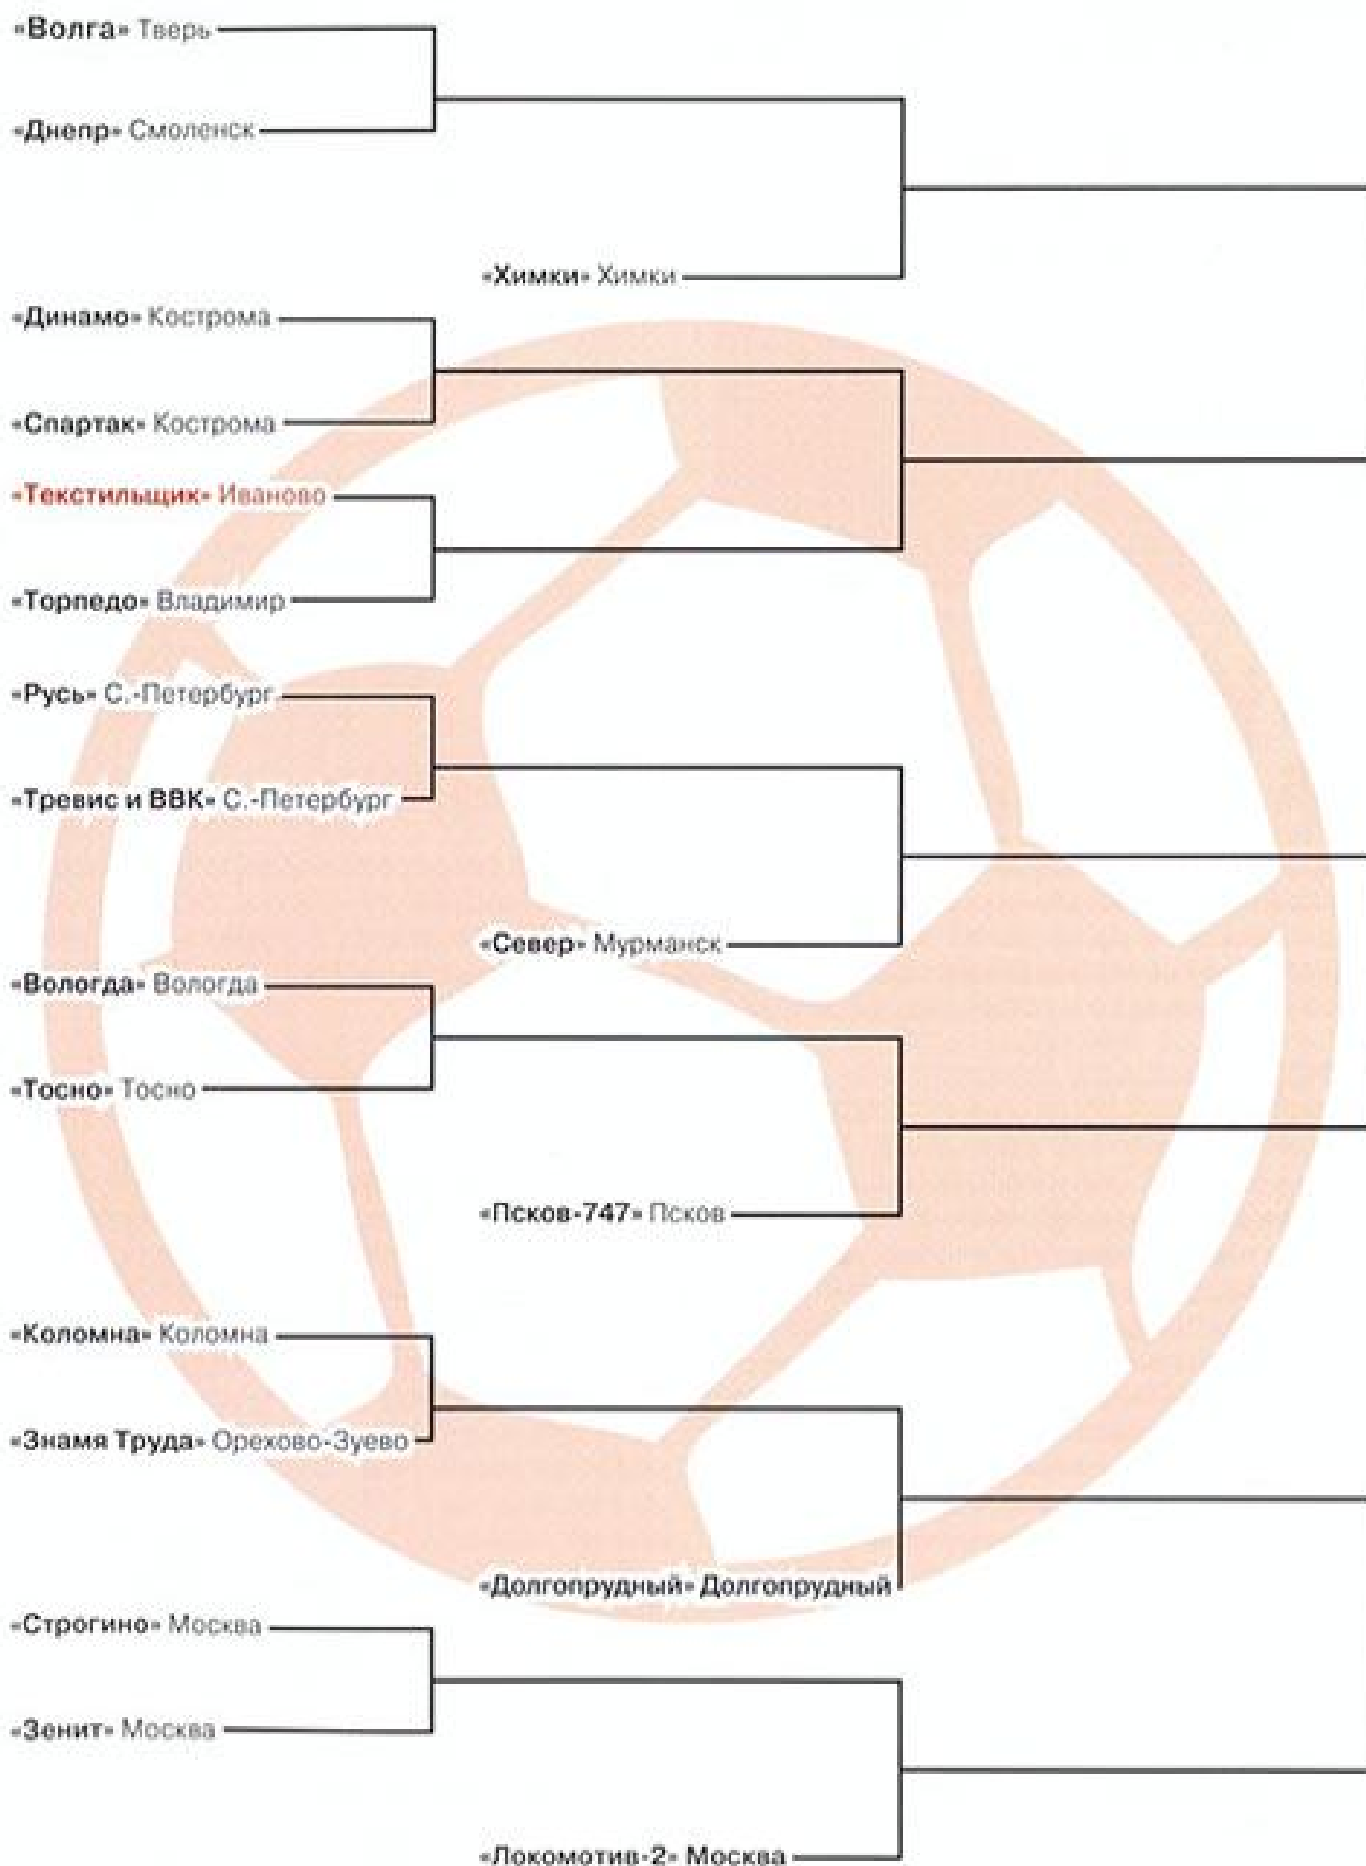 «Волга» Тверь
«Днепр» Смоленск
«Химки» Химки
«Динамо» Кострома
«Спартак» Кострома
«Текстильщик» Иваново
«Торпедо» Владимир
«Русь» С.-Петербург
«Тревис и ВВК» С.-Петербург
«Север» Мурманск
«Вологда» Вологда
«Тосно» Тосно
«Псков-747» Псков
«Коломна» Коломна
«Знамя Труда» Орехово-Зуево
«Долгопрудный» Долгопрудный
«Строгино» Москва
«Зенит» Москва
«Локомотив-2» Москва